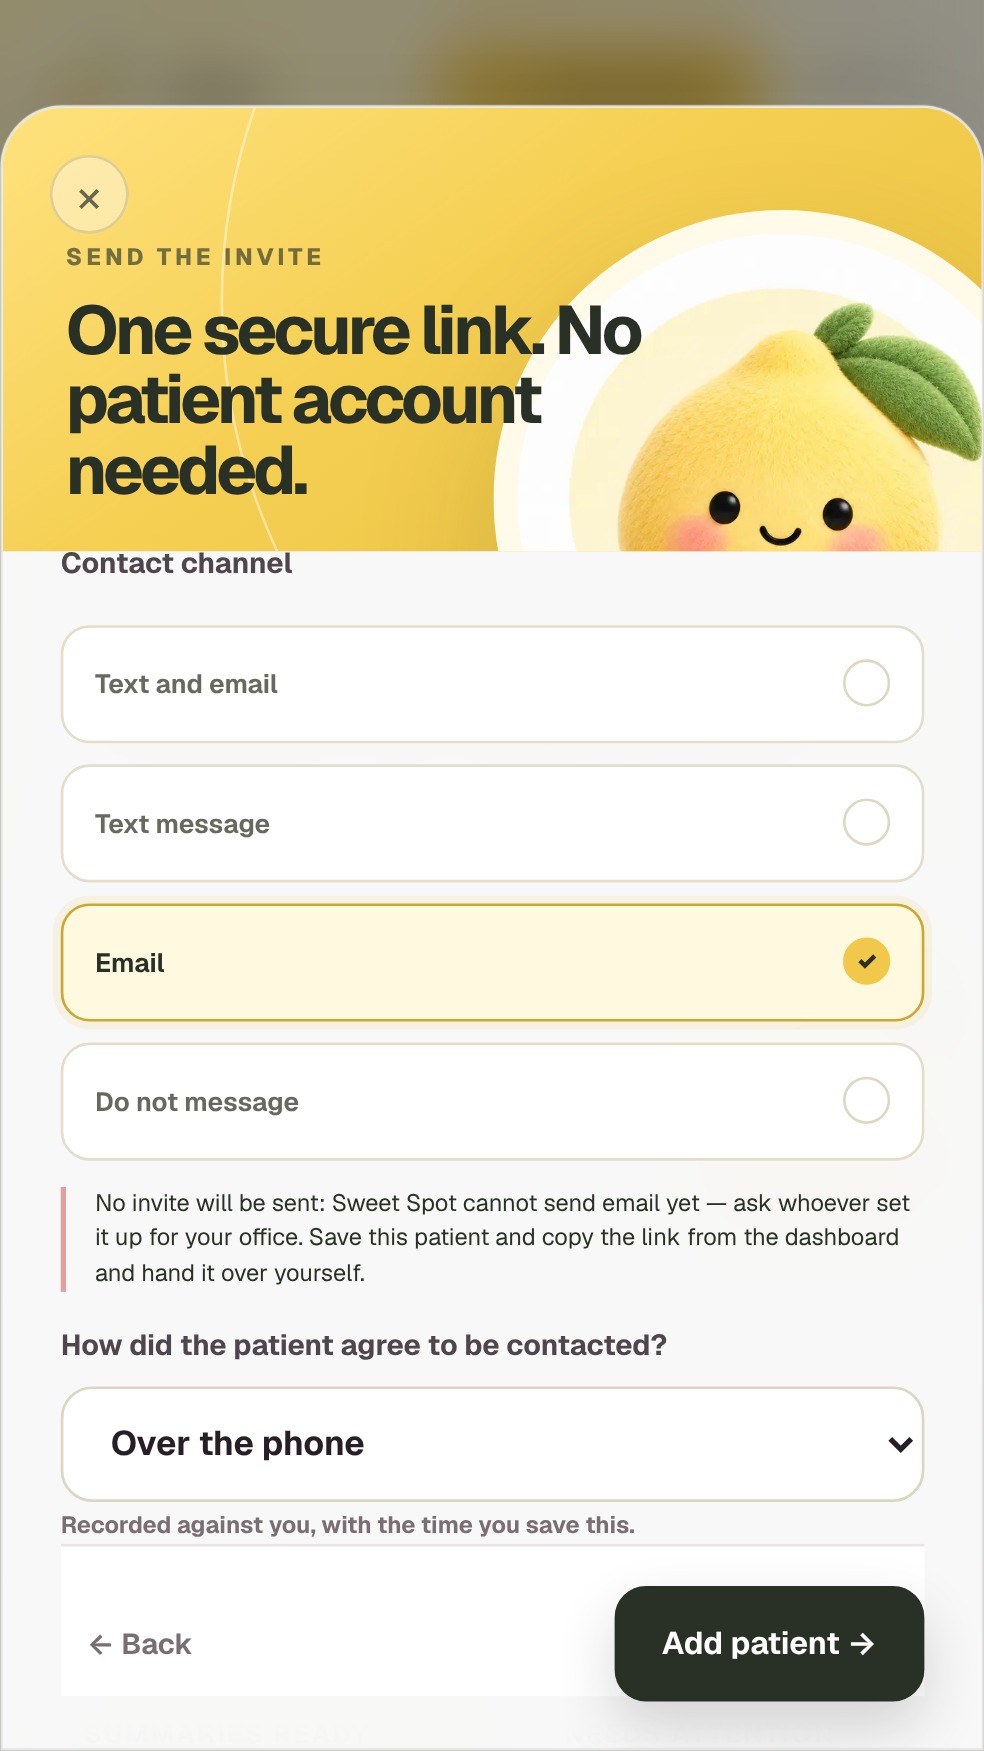 SEND THE INVITE
One secure link. No
patient account
needed.
Contact channel
Text and email
Text message
Email
Do not message
No invite will be sent: Sweet Spot cannot send email yet — ask whoever set
it up for your office. Save this patient and copy the link from the dashboard
and hand it over yourself.
How did the patient agree to be contacted?
Over the phone
Recorded against you, with the time you save this.
← Back
Add patient →
SUMMARIES READY